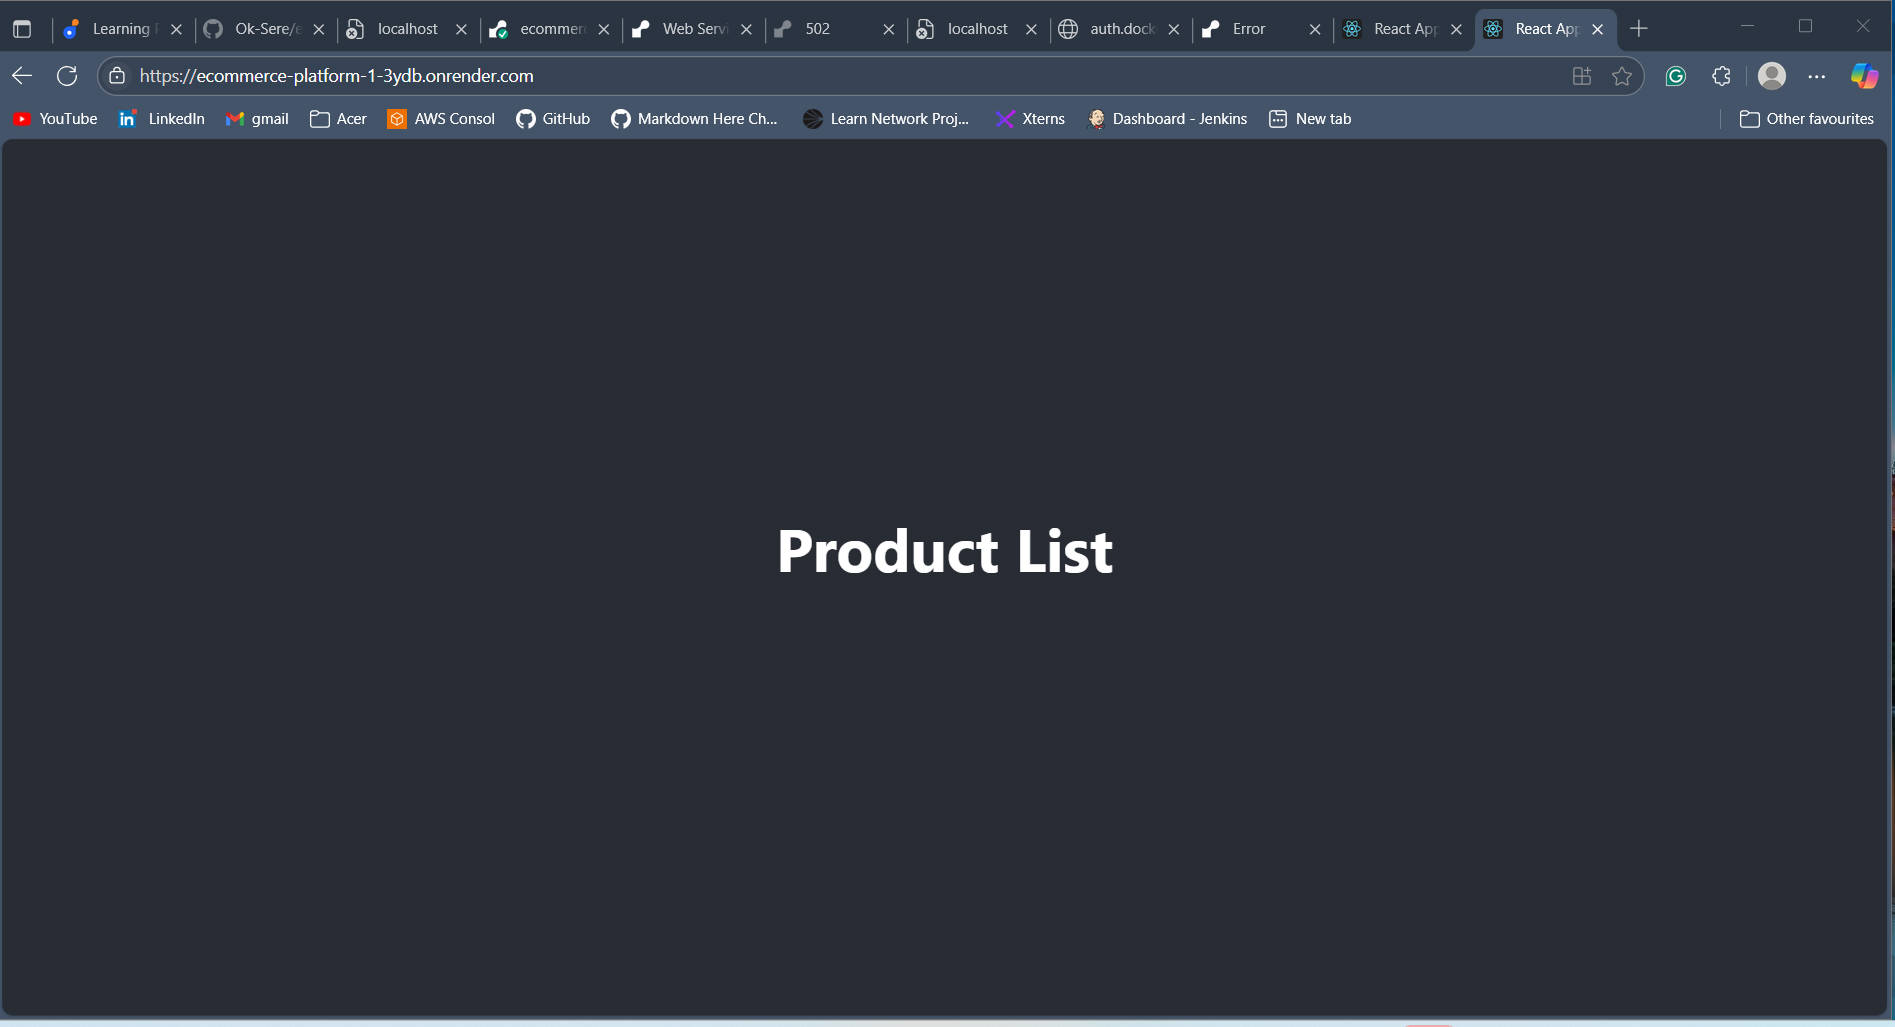 Learning
Ok-Sere/e
localhost
ecommer
Web Servi
502
localhost
auth.dock
Error
React App
React App
https://ecommerce-platform-1-3ydb.onrender.com
YouTube
LinkedIn
gmail
Acer
AWS Consol
GitHub
Markdown Here Ch...
Learn Network Proj...
Xterns
Dashboard - Jenkins
New tab
Other favourites
Product List